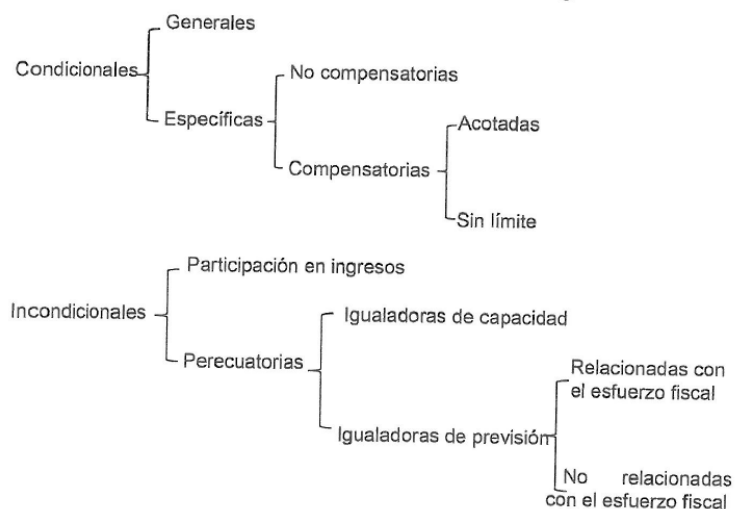 Generales
Condicionales
No compensatorias
Específicas
Acotadas
Compensatorias
Sin límite
Participación en ingresos
Incondicionales
Igualadoras de capacidad
Perecuatorias
Relacionadas con
el esfuerzo fiscal
Igualadoras de previsión
No relacionadas
con el esfuerzo fiscal